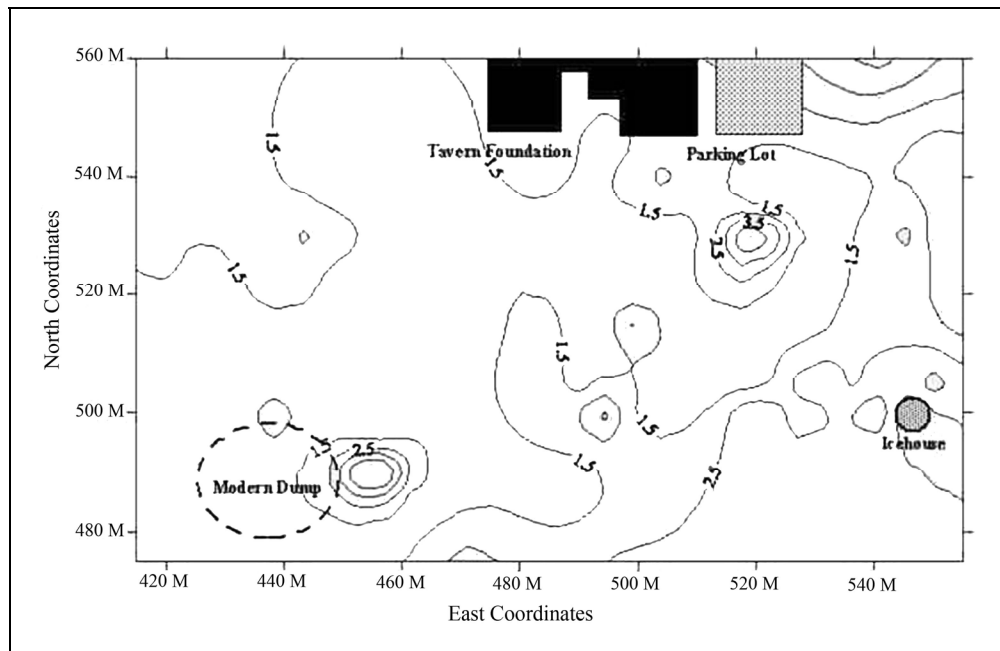 560 M
Tavern Foundation
Parking Lot
1.5
1.5
540 M
1.5
1.5
3.5
2.5
1.5
1.5
North Coordinates
520 M
1.5
500 M
1.5
Icehouse
2.5
1.5
2.5
Modern Dump
480 M
420 M
440 M
460 M
480 M
500 M
520 M
540 M
East Coordinates